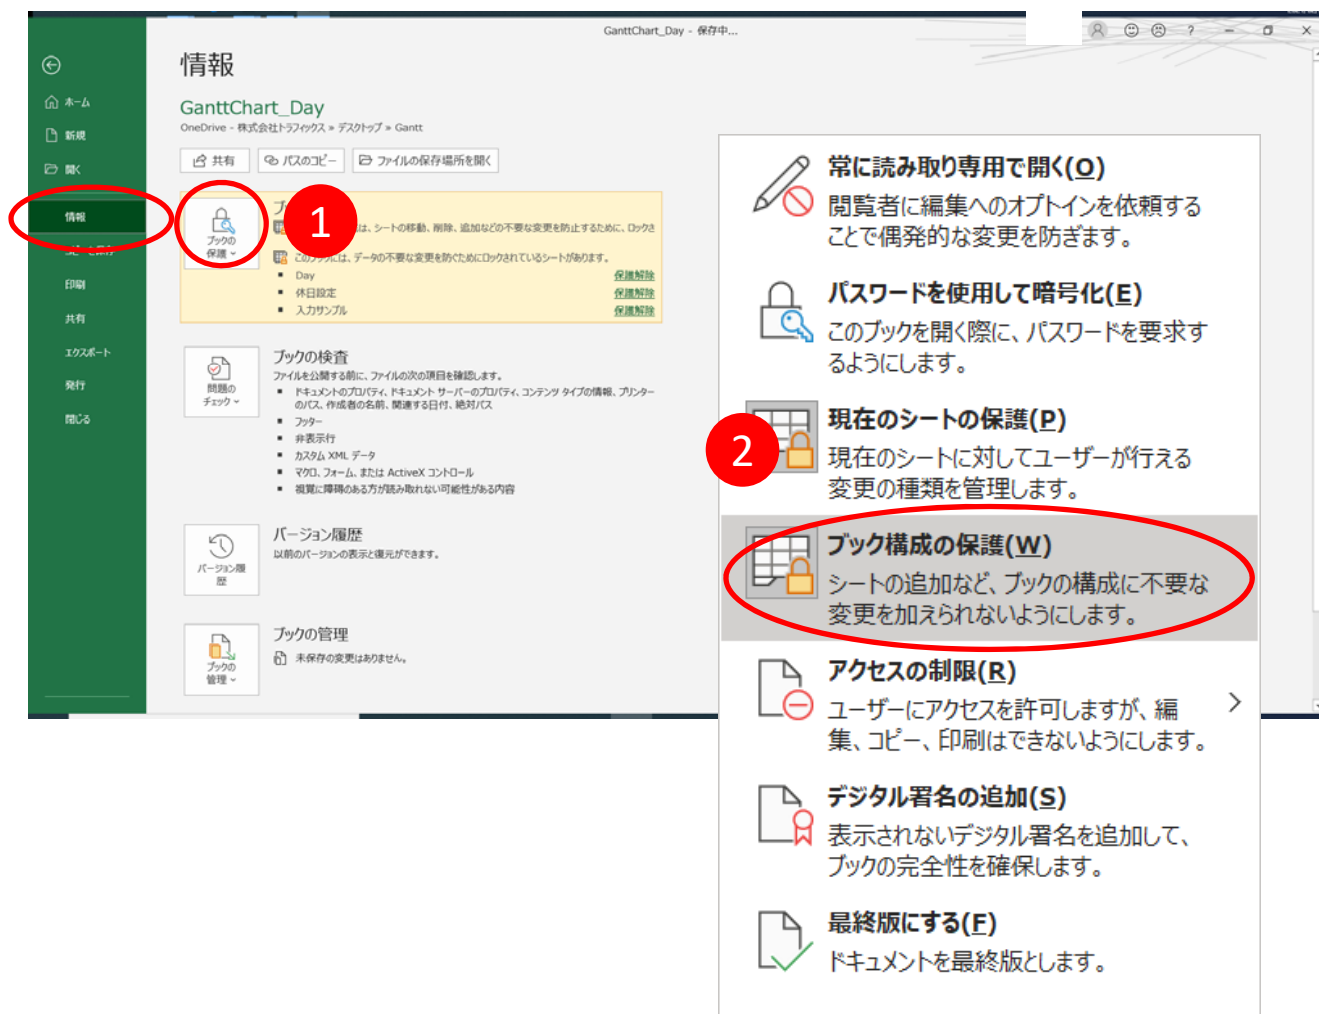 GanttChart_Day - 保存中...
?
情報
ホーム
新規
開く
情報
印刷
共有
エクスポート
発行
閉じる
GanttChart_Day
OneDrive - 株式会社トラフィックス » デスクトップ » Gantt
共有
パスのコピー
ファイルの保存場所を開く
ブックの
保護
1
は、シートの移動、削除、追加などの不要な変更を防止するために、ロックさ
このブックには、データの不要な変更を防ぐためにロックされているシートがあります。
Day 保護解除
休日設定 保護解除
入力サンプル 保護解除
問題の
チェック
ブックの検査
ファイルを公開する前に、ファイルの次の項目を確認します。
ドキュメントのプロパティ、ドキュメント サーバーのプロパティ、コンテンツ タイプの情報、プリンター
のパス、作成者の名前、関連する日付、絶対パス
フッター
非表示行
カスタム XML データ
マクロ、フォーム、または ActiveX コントロール
視覚に障碍のある方が読み取れない可能性がある内容
バージョン履
歴
バージョン履歴
以前のバージョンの表示と復元ができます。
ブックの
管理
ブックの管理
未保存の変更はありません。
常に読み取り専用で開く(O)
閲覧者に編集へのオプトインを依頼する
ことで偶発的な変更を防ぎます。
パスワードを使用して暗号化(E)
このブックを開く際に、パスワードを要求す
るようにします。
2
現在のシートの保護(P)
現在のシートに対してユーザーが行える
変更の種類を管理します。
ブック構成の保護(W)
シートの追加など、ブックの構成に不要な
変更を加えられないようにします。
アクセスの制限(R)
ユーザーにアクセスを許可しますが、編
集、コピー、印刷はできないようにします。
デジタル署名の追加(S)
表示されないデジタル署名を追加して、
ブックの完全性を確保します。
最終版にする(F)
ドキュメントを最終版とします。